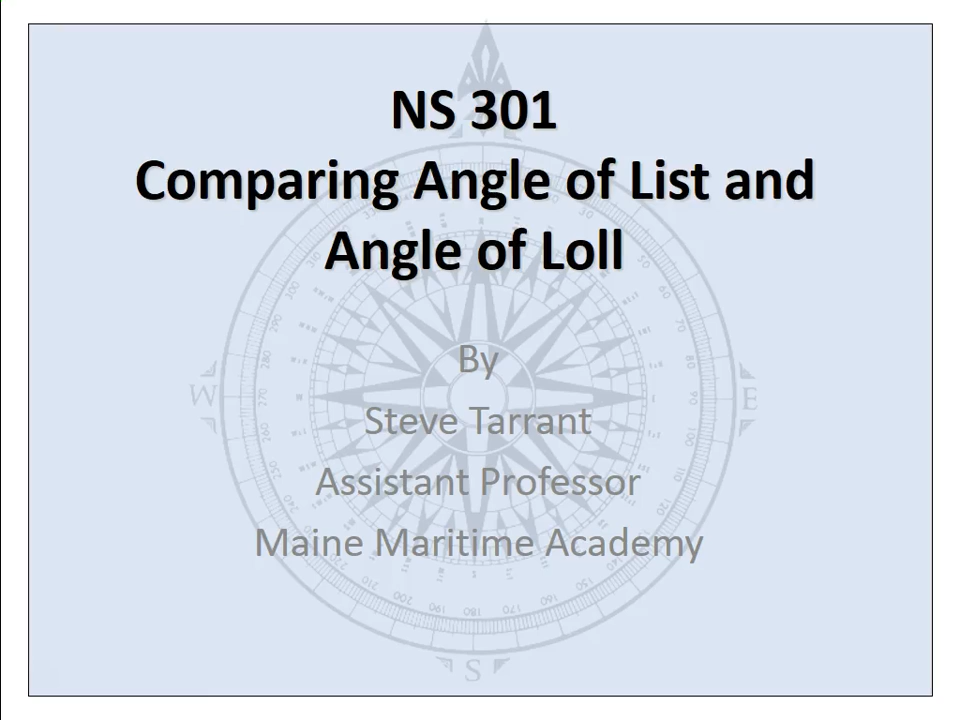 NS 301
Comparing Angle of List and
Angle of Loll
By
Steve Tarrant
Assistant Professor
Maine Maritime Academy
W
E
S